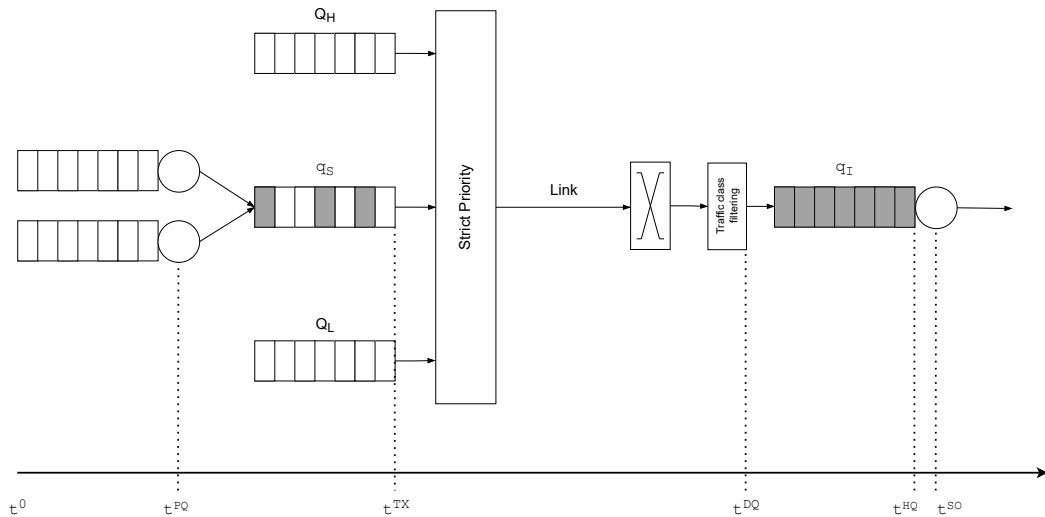 Q_H
q_S
q_I
Strict Priority
Link
Traffic class
filtering
Q_L
t^0
t^PQ
t^TX
t^DQ
t^HQ
t^SO